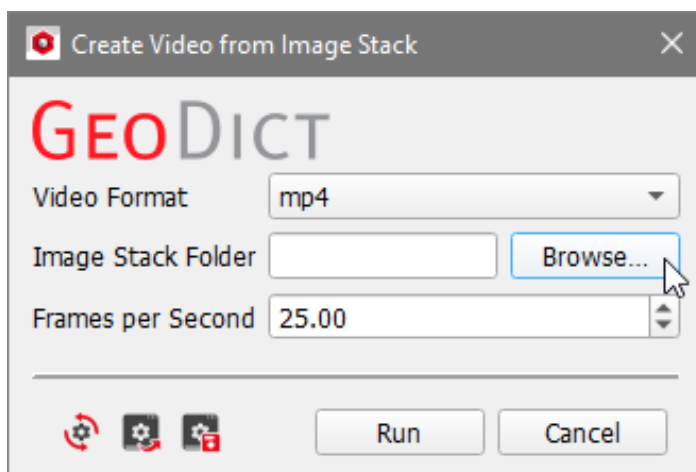 Create Video from Image Stack
GEODICT
Video Format mp4
Image Stack Folder Browse...
Frames per Second 25.00
Run Cancel